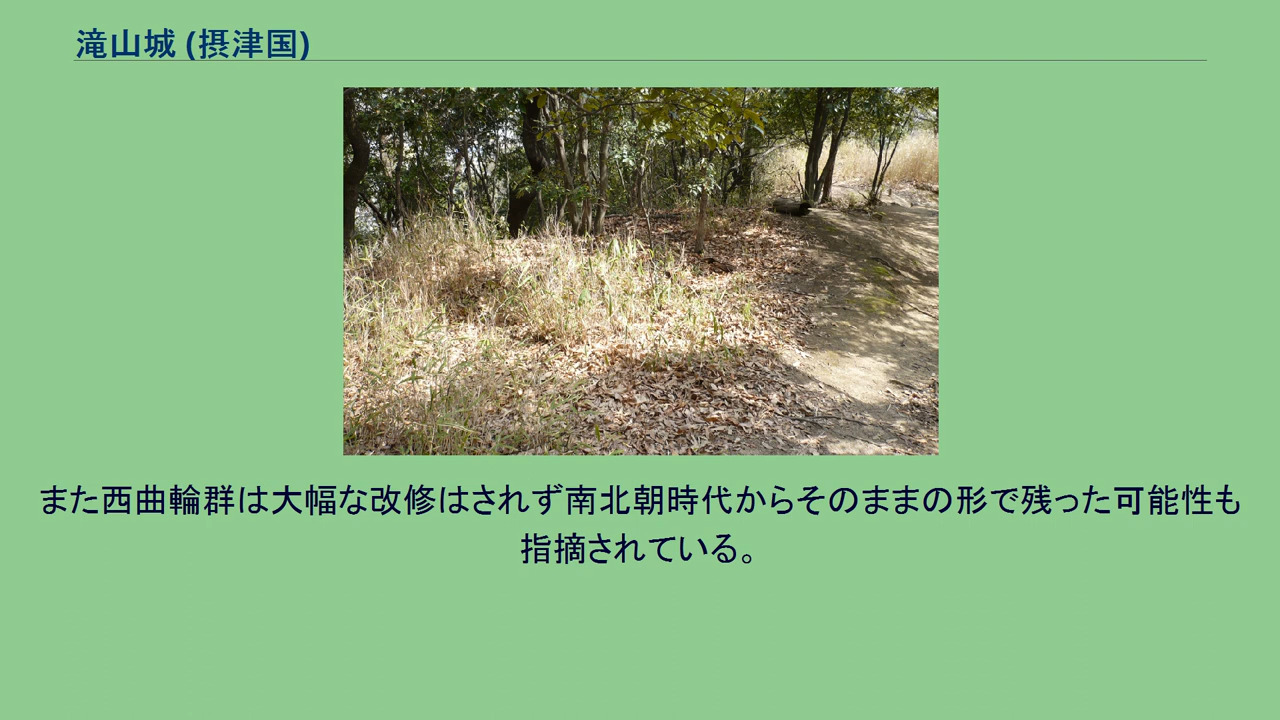 滝山城 (摂津国)
また西曲輪群は大幅な改修はされず南北朝時代からそのままの形で残った可能性も
指摘されている。